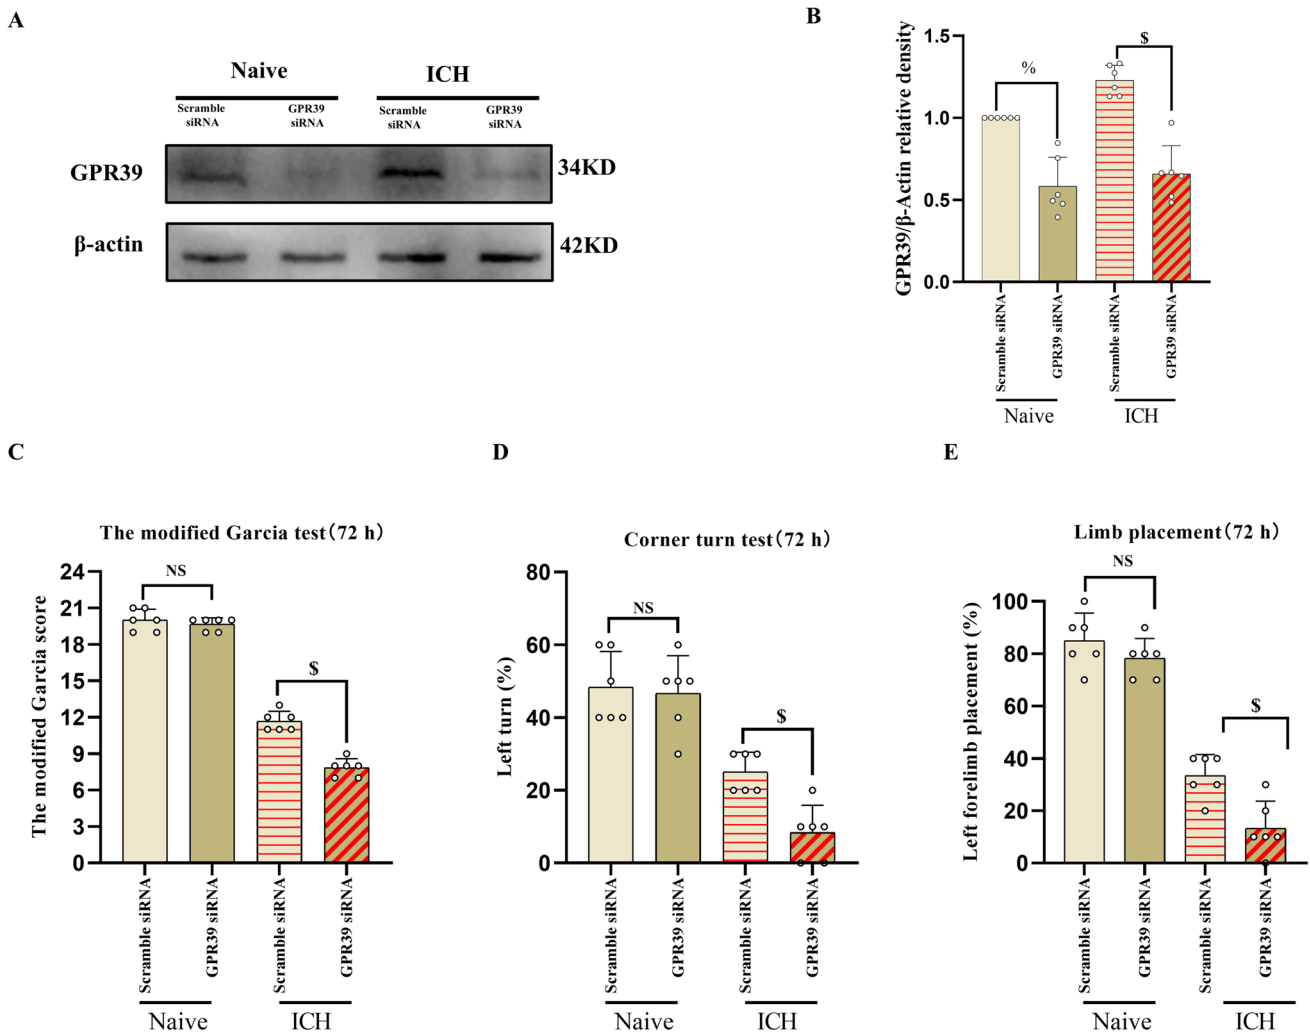 A
Naive
ICH
Scramble
siRNA
GPR39
siRNA
Scramble
siRNA
GPR39
siRNA
GPR39
34KD
β-actin
42KD
B
GPR39/β-Actin relative density
1.5
1.0
0.5
0.0
%
$
Scramble siRNA
GPR39 siRNA
Scramble siRNA
GPR39 siRNA
Naive
ICH
C
The modified Garcia test(72 h)
The modified Garcia score
24
21
18
15
12
9
6
3
0
NS
$
Scramble siRNA
GPR39 siRNA
Scramble siRNA
GPR39 siRNA
Naive
ICH
D
Corner turn test(72 h)
Left turn (%)
80
60
40
20
0
NS
$
Scramble siRNA
GPR39 siRNA
Scramble siRNA
GPR39 siRNA
Naive
ICH
E
Limb placement(72 h)
Left forelimb placement (%)
100
80
60
40
20
0
NS
$
Scramble siRNA
GPR39 siRNA
Scramble siRNA
GPR39 siRNA
Naive
ICH